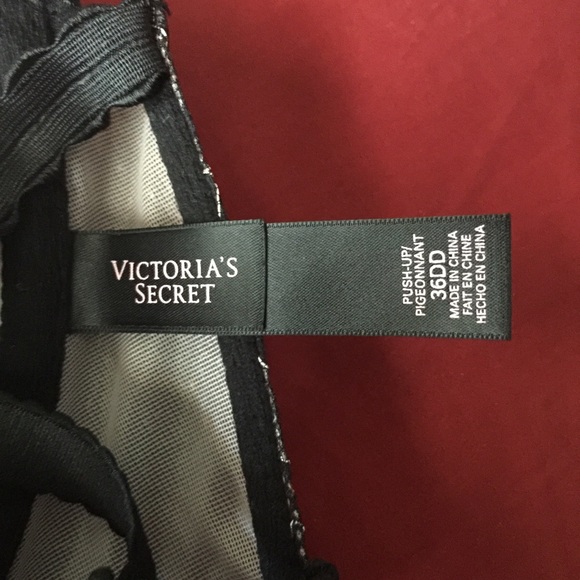 VICTORIA'S
SECRET
PUSH-UP/
PIGEONNANT
36DD
MADE IN CHINA
FAIT EN CHINE
HECHO EN CHINA